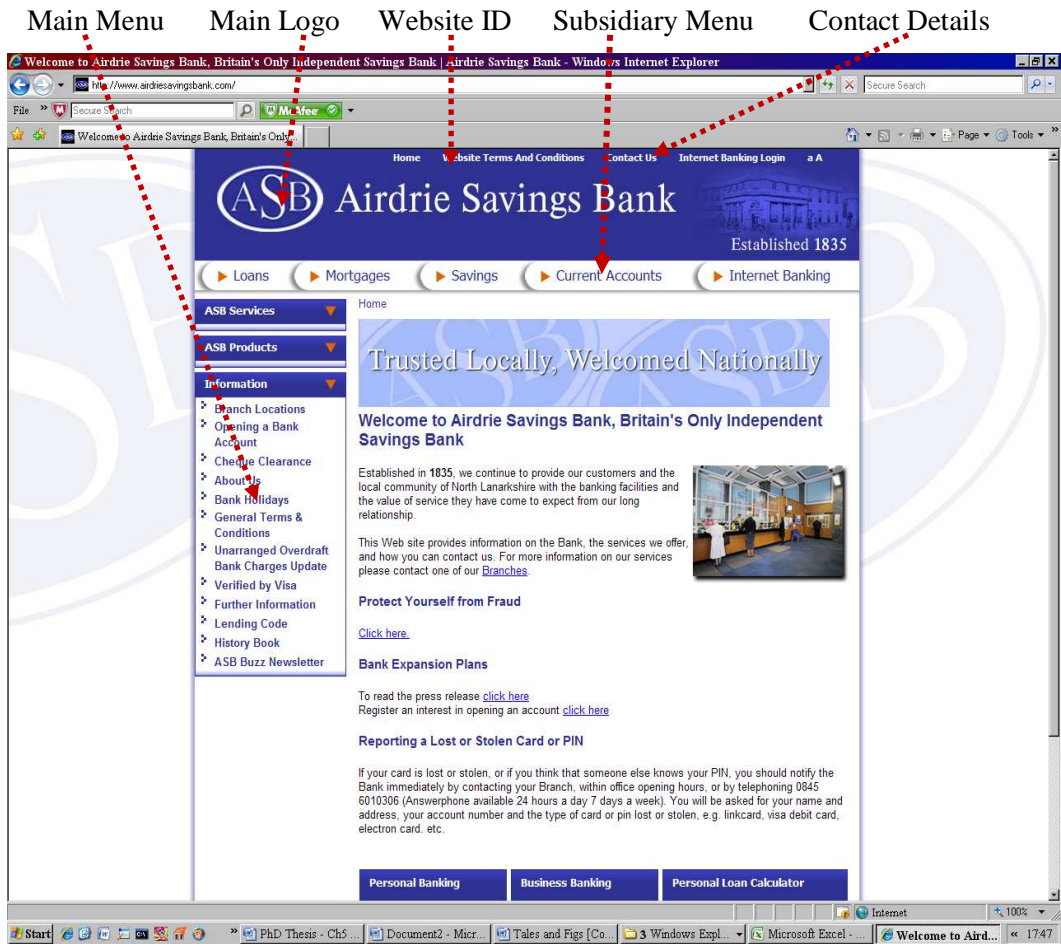 Main Menu Main Logo Website ID Subsidiary Menu Contact Details
Welcome to Airdrie Savings Bank, Britain's Only Independent Savings Bank | Airdrie Savings Bank - Windows Internet Explorer
http://www.airdriesavingsbank.com/
Secure Search
File » Secure Search McAfee
Welcome to Airdrie Savings Bank, Britain's Only...
Page Tools »
Home Website Terms And Conditions Contact Us Internet Banking Login a A
ASB Airdrie Savings Bank
Established 1835
Loans Mortgages Savings Current Accounts Internet Banking
ASB Services
ASB Products
Information
Branch Locations
Opening a Bank
Account
Cheque Clearance
About Us
Bank Holidays
General Terms &
Conditions
Unarranged Overdraft
Bank Charges Update
Verified by Visa
Further Information
Lending Code
History Book
ASB Buzz Newsletter
Home
Trusted Locally, Welcomed Nationally
Welcome to Airdrie Savings Bank, Britain's Only Independent
Savings Bank
Established in 1835, we continue to provide our customers and the
local community of North Lanarkshire with the banking facilities and
the value of service they have come to expect from our long
relationship.
This Web site provides information on the Bank, the services we offer,
and how you can contact us. For more information on our services
please contact one of our Branches.
Protect Yourself from Fraud
Click here.
Bank Expansion Plans
To read the press release click here
Register an interest in opening an account click here
Reporting a Lost or Stolen Card or PIN
If your card is lost or stolen, or if you think that someone else knows your PIN, you should notify the
Bank immediately by contacting your Branch, within office opening hours, or by telephoning 0845
6010306 (Answerphone available 24 hours a day 7 days a week). You will be asked for your name and
address, your account number and the type of card or pin lost or stolen, e.g. linkcard, visa debit card,
electron card. etc.
Personal Banking Business Banking Personal Loan Calculator
Internet 100%
Start » PhD Thesis - Ch5 ... Document2 - Micr... Tales and Figs [Co... 3 Windows Expl... Microsoft Excel - ... Welcome to Aird... « 17:47